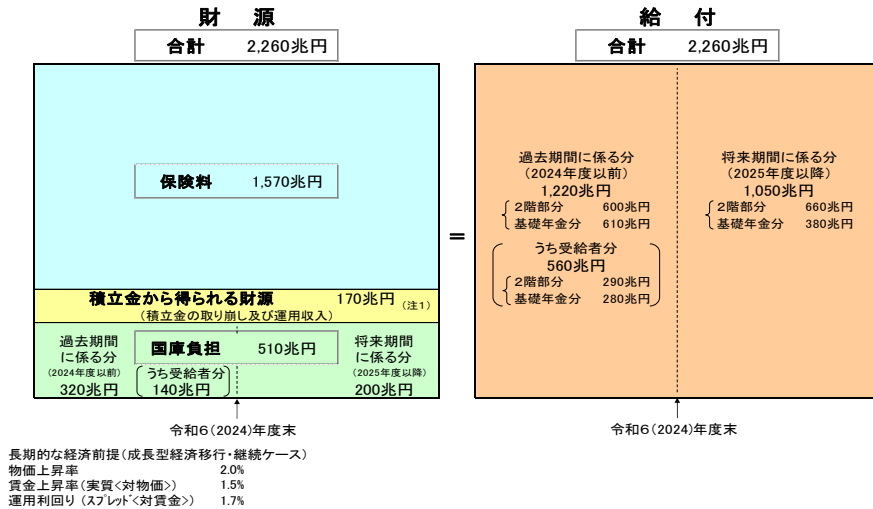 財　源
合計　2,260兆円
保険料　1,570兆円
積立金から得られる財源　170兆円（注1）
（積立金の取り崩し及び運用収入）
国庫負担　510兆円
過去期間
に係る分
（2024年度以前）
320兆円
うち受給者分
140兆円
将来期間
に係る分
（2025年度以降）
200兆円
令和6（2024）年度末
＝
給　付
合計　2,260兆円
過去期間に係る分
（2024年度以前）
1,220兆円
2階部分　600兆円
基礎年金分　610兆円
うち受給者分
560兆円
2階部分　290兆円
基礎年金分　280兆円
将来期間に係る分
（2025年度以降）
1,050兆円
2階部分　660兆円
基礎年金分　380兆円
令和6（2024）年度末
長期的な経済前提（成長型経済移行・継続ケース）
物価上昇率　2.0%
賃金上昇率（実質<対物価>）　1.5%
運用利回り（スプレッド<対賃金>）　1.7%